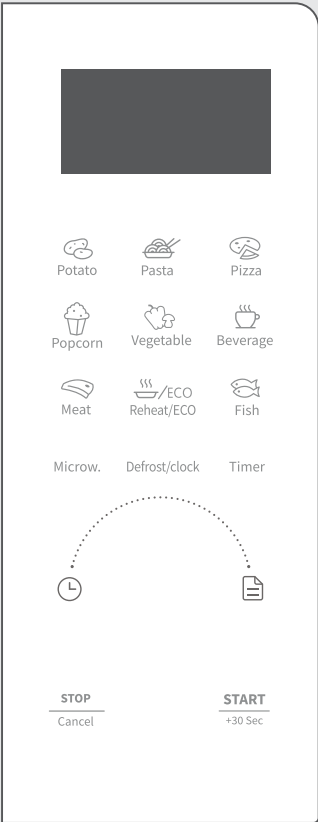 Potato Pasta Pizza
Popcorn Vegetable Beverage
/ECO
Meat Reheat/ECO Fish
Microw. Defrost/clock Timer
STOP START
Cancel +30 Sec